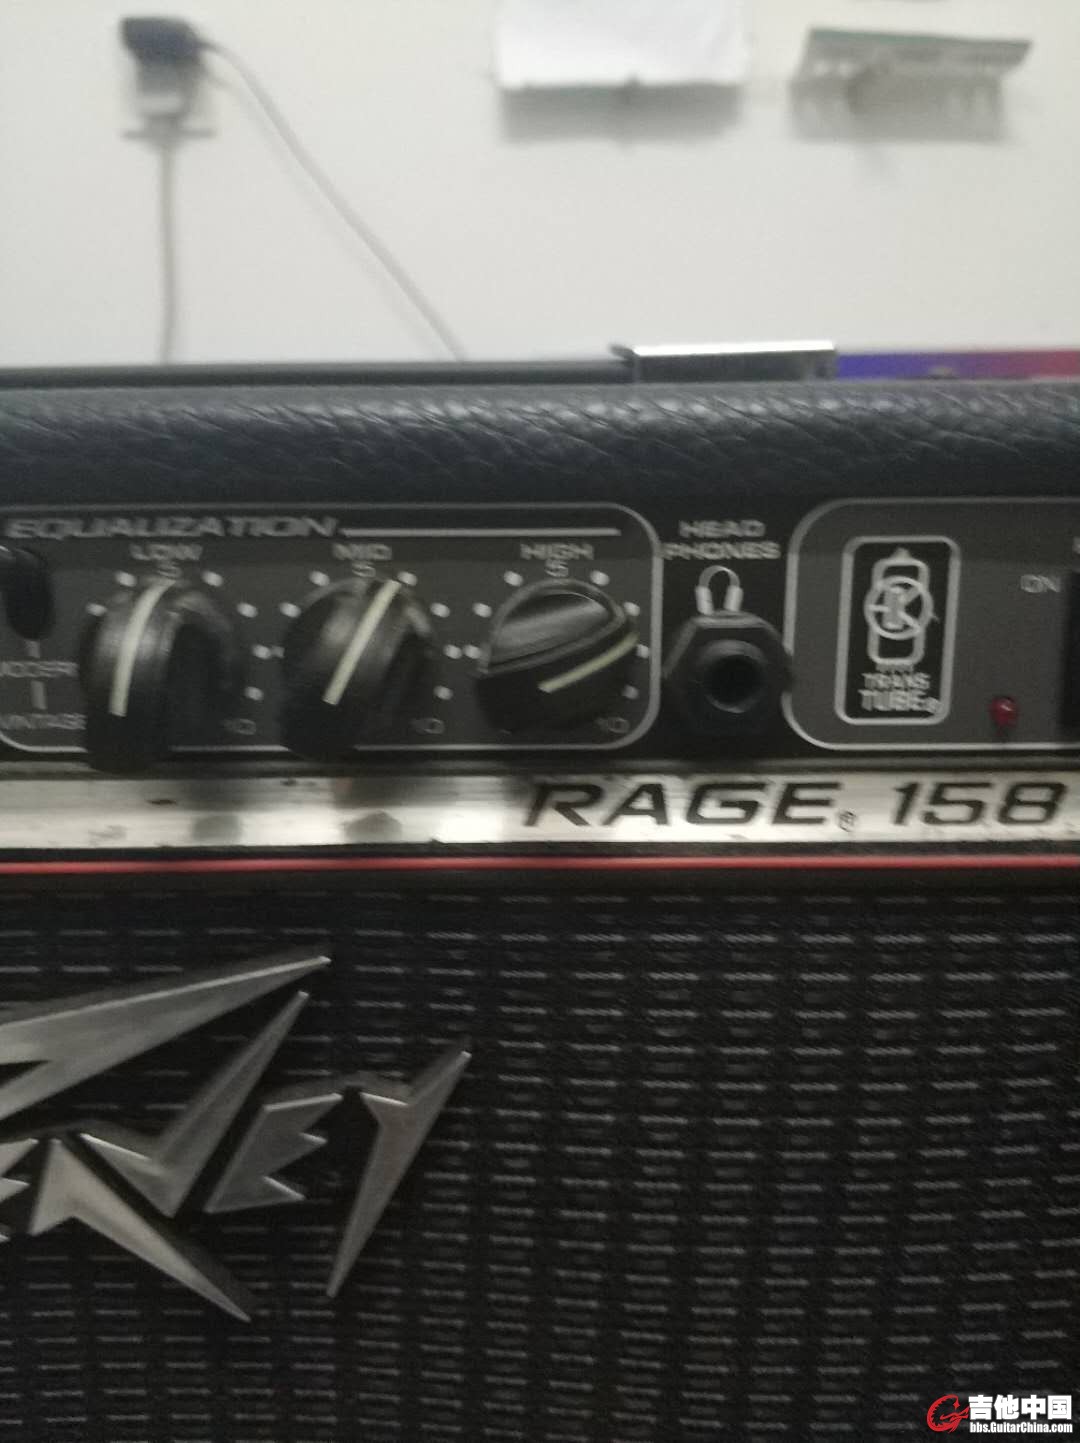 EQUALIZATION
LOW
MID
HIGH
HEAD
PHONES
5
5
5
ON
MODERN
VINTAGE
10
10
10
TRANS
TUBE®
RAGE® 158
吉他中国
bbs.GuitarChina.com